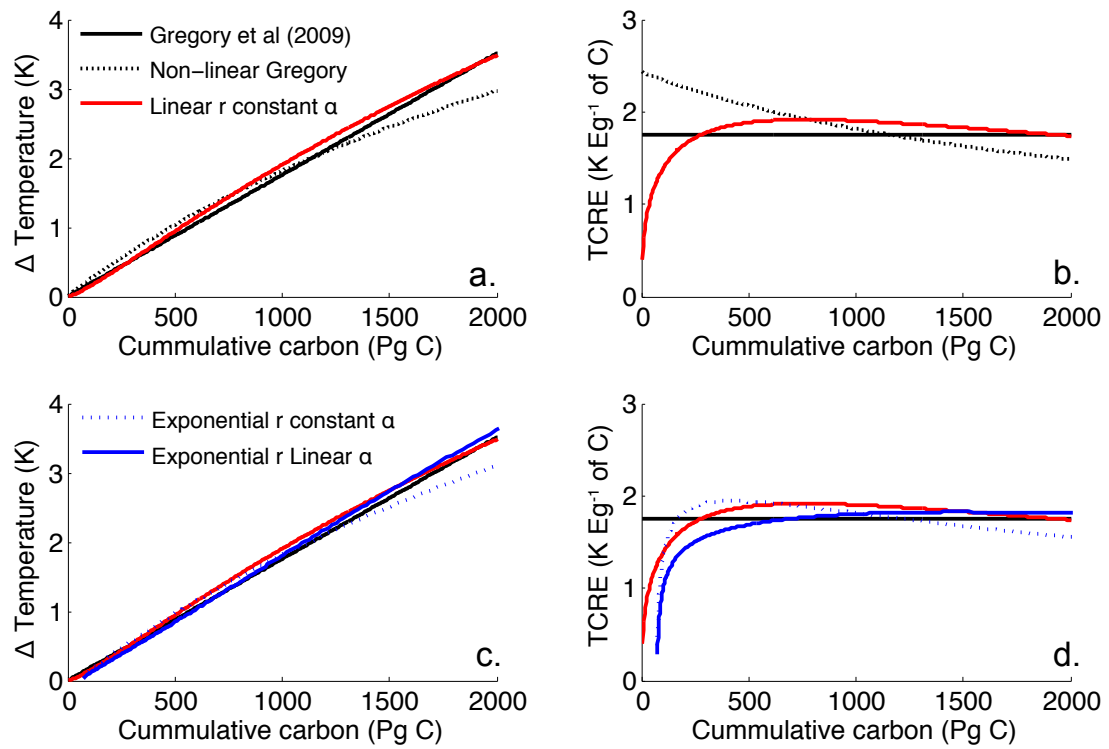 4
3
2
1
0
Δ Temperature (K)
Gregory et al (2009)
Non-linear Gregory
Linear r constant α
a.
0 500 1000 1500 2000
Cummulative carbon (Pg C)
3
2
1
0
TCRE (K Eg⁻¹ of C)
b.
0 500 1000 1500 2000
Cummulative carbon (Pg C)
4
3
2
1
0
Δ Temperature (K)
Exponential r constant α
Exponential r Linear α
c.
0 500 1000 1500 2000
Cummulative carbon (Pg C)
3
2
1
0
TCRE (K Eg⁻¹ of C)
d.
0 500 1000 1500 2000
Cummulative carbon (Pg C)